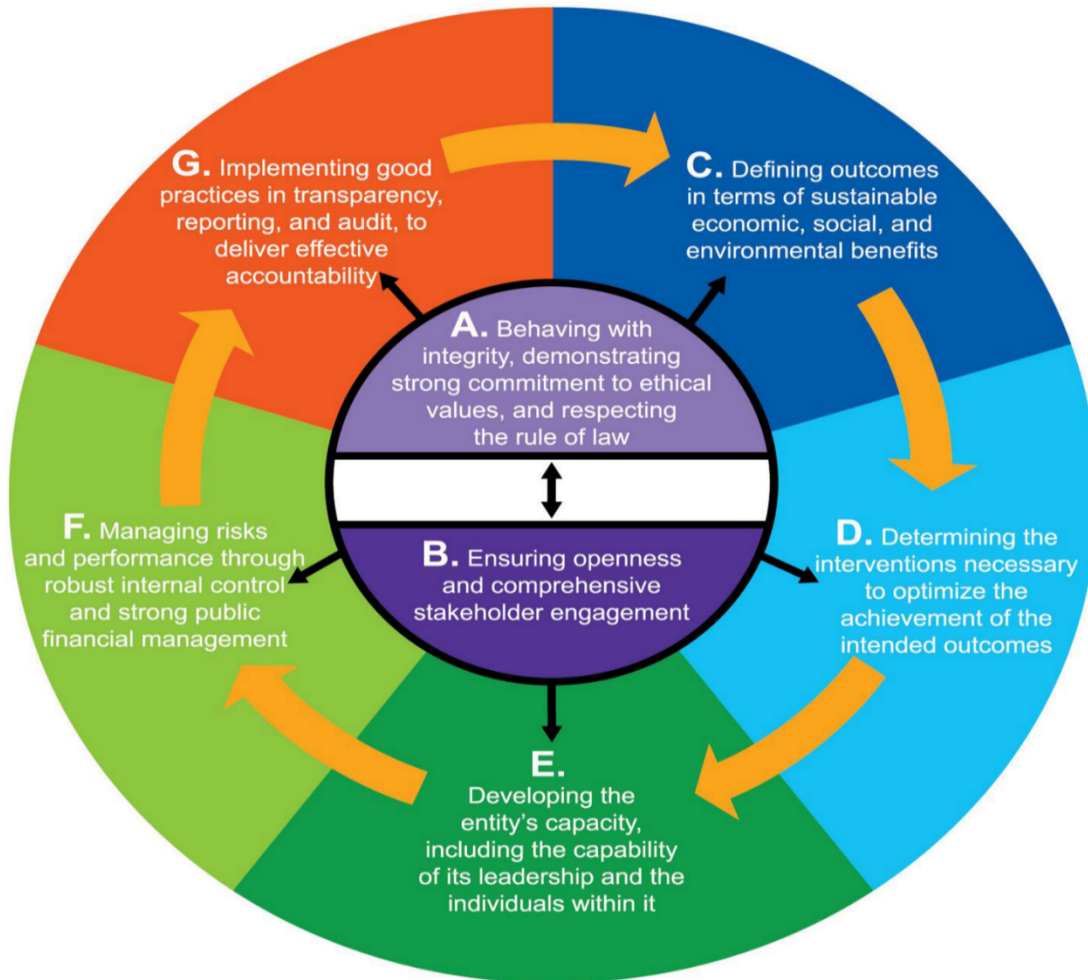 A. Behaving with
integrity, demonstrating
strong commitment to ethical
values, and respecting
the rule of law
B. Ensuring openness
and comprehensive
stakeholder engagement
C. Defining outcomes
in terms of sustainable
economic, social, and
environmental benefits
D. Determining the
interventions necessary
to optimize the
achievement of the
intended outcomes
E.
Developing the
entity’s capacity,
including the capability
of its leadership and the
individuals within it
F. Managing risks
and performance through
robust internal control
and strong public
financial management
G. Implementing good
practices in transparency,
reporting, and audit, to
deliver effective
accountability